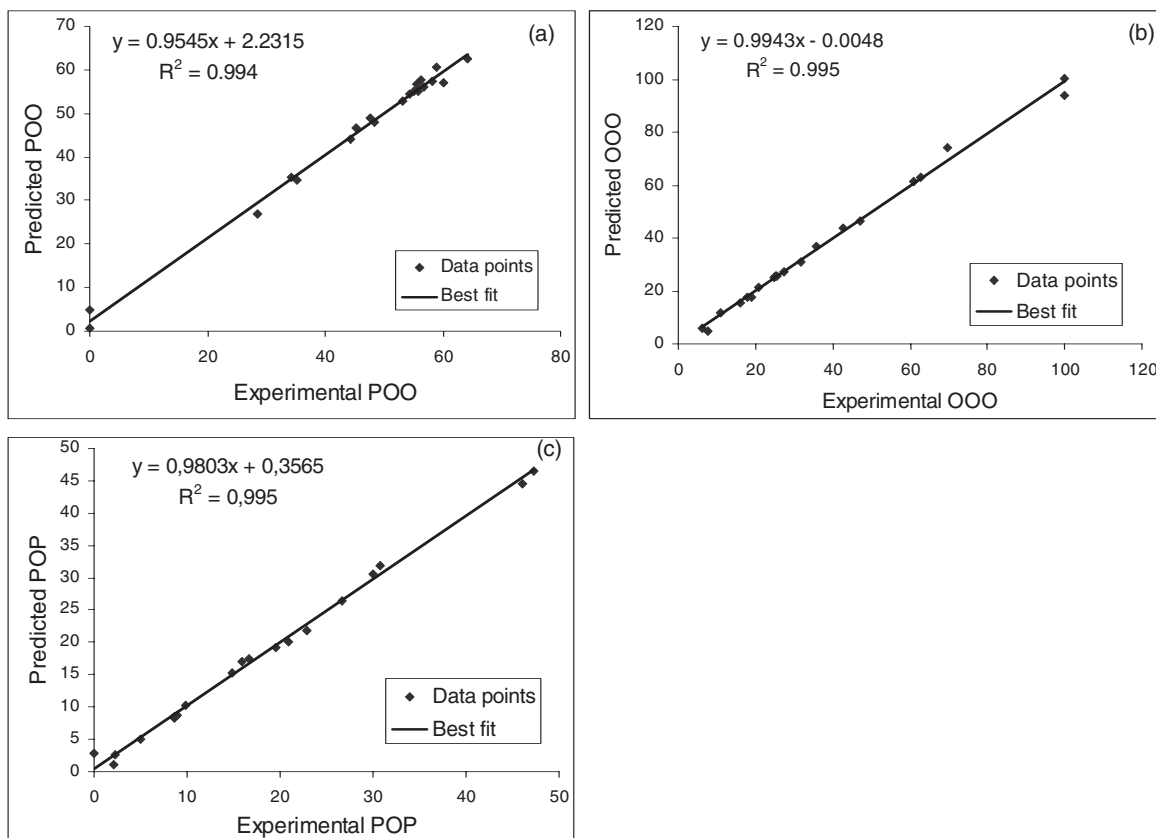 (a)
y = 0.9545x + 2.2315
R² = 0.994
Predicted POO
70
60
50
40
30
20
10
0
Data points
Best fit
0 20 40 60 80
Experimental POO
(b)
y = 0.9943x - 0.0048
R² = 0.995
Predicted OOO
120
100
80
60
40
20
0
Data points
Best fit
0 20 40 60 80 100 120
Experimental OOO
(c)
y = 0,9803x + 0,3565
R² = 0,995
Predicted POP
50
45
40
35
30
25
20
15
10
5
0
Data points
Best fit
0 10 20 30 40 50
Experimental POP